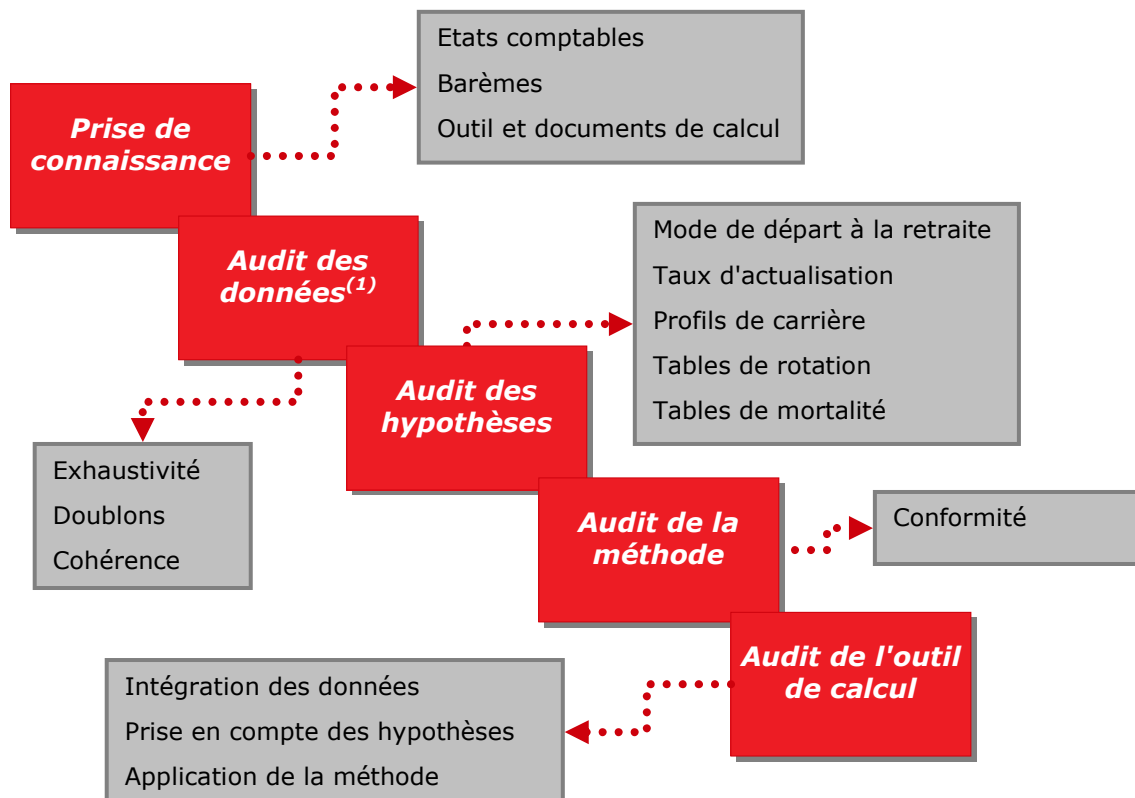 Prise de
connaissance
Etats comptables
Barèmes
Outil et documents de calcul
Audit des
données(1)
Exhaustivité
Doublons
Cohérence
Audit des
hypothèses
Mode de départ à la retraite
Taux d'actualisation
Profils de carrière
Tables de rotation
Tables de mortalité
Audit de la
méthode
Conformité
Audit de l'outil
de calcul
Intégration des données
Prise en compte des hypothèses
Application de la méthode